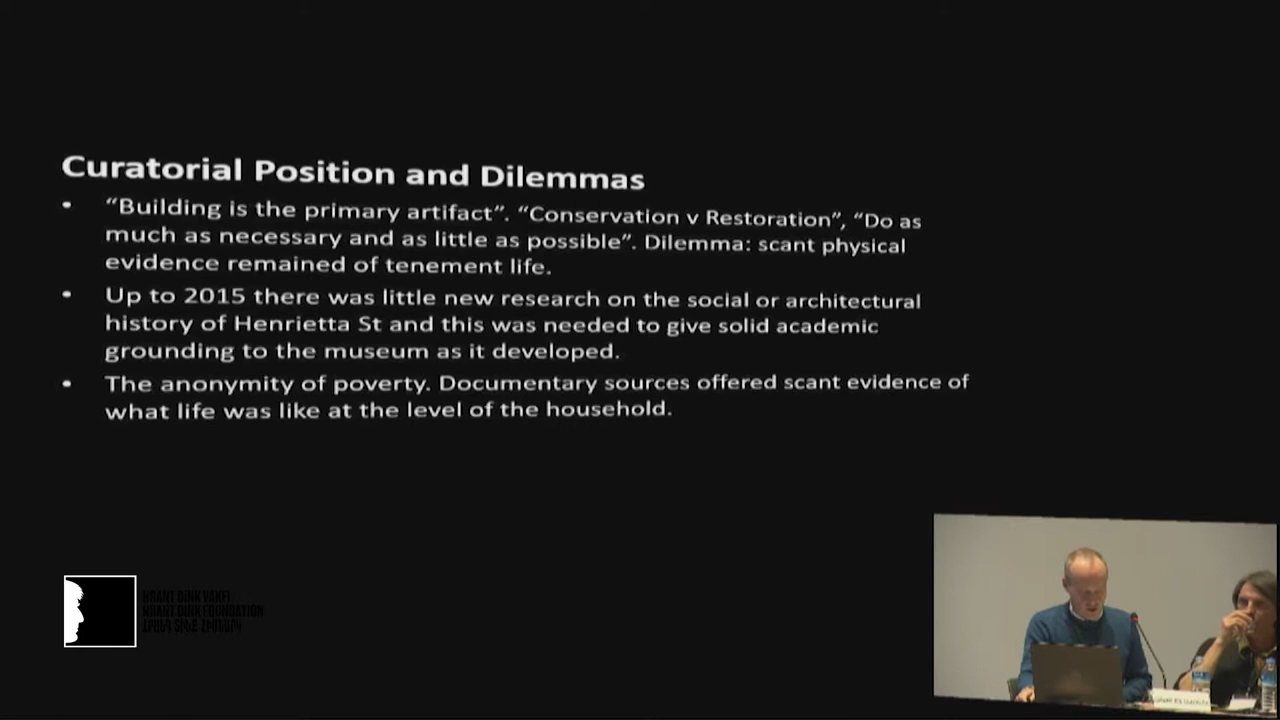 Curatorial Position and Dilemmas
• “Building is the primary artifact”. “Conservation v Restoration”, “Do as
much as necessary and as little as possible”. Dilemma: scant physical
evidence remained of tenement life.
• Up to 2015 there was little new research on the social or architectural
history of Henrietta St and this was needed to give solid academic
grounding to the museum as it developed.
• The anonymity of poverty. Documentary sources offered scant evidence of
what life was like at the level of the household.
HRANT DİNK VAKFI
HRANT DINK FOUNDATION